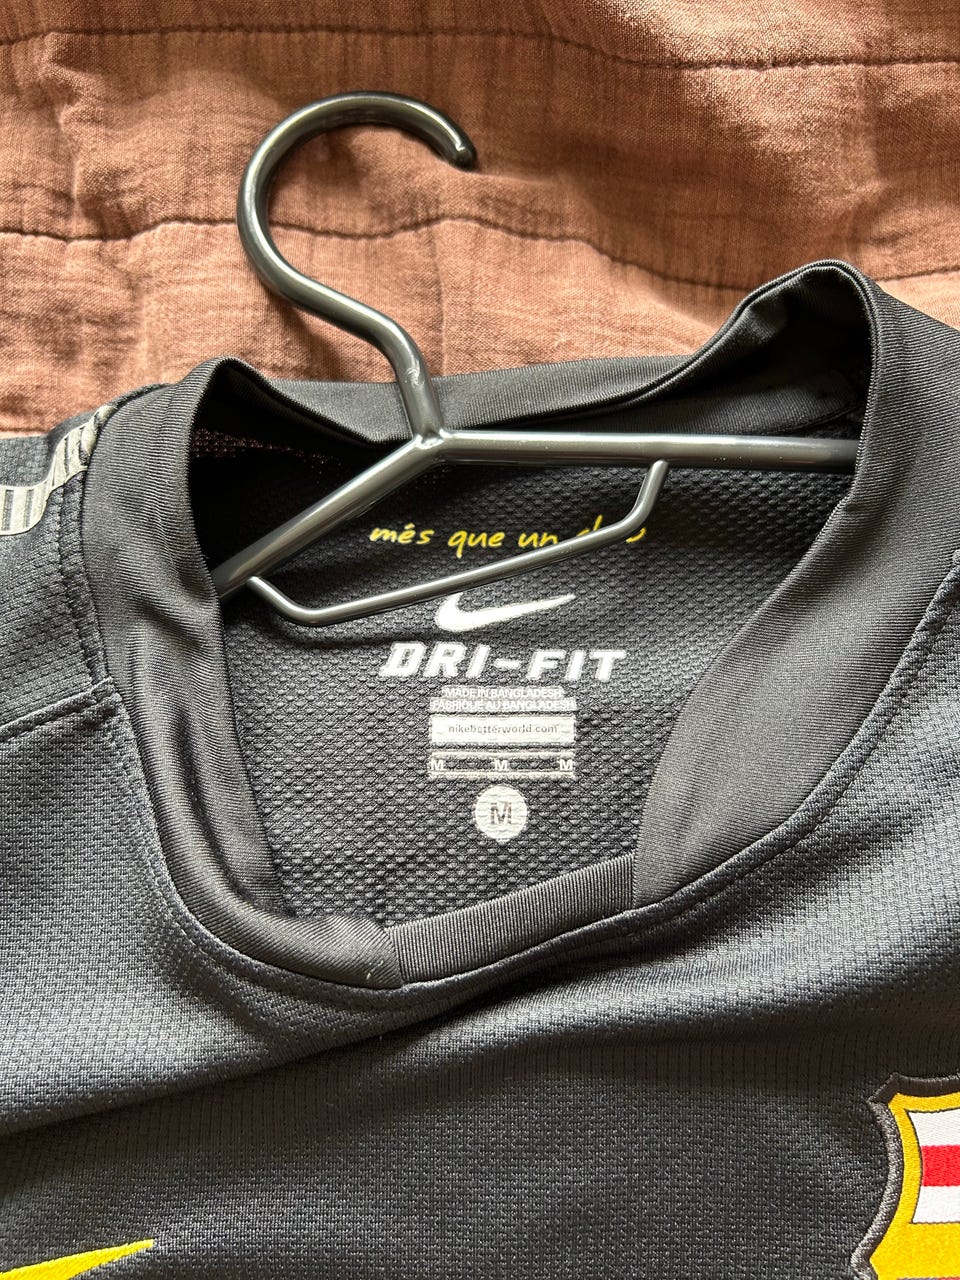 més que un
DRI-FIT
MADE IN BANGLADESH
FABRIQUÉ AU BANGLADESH
nikebetterworld.com
M M M
M